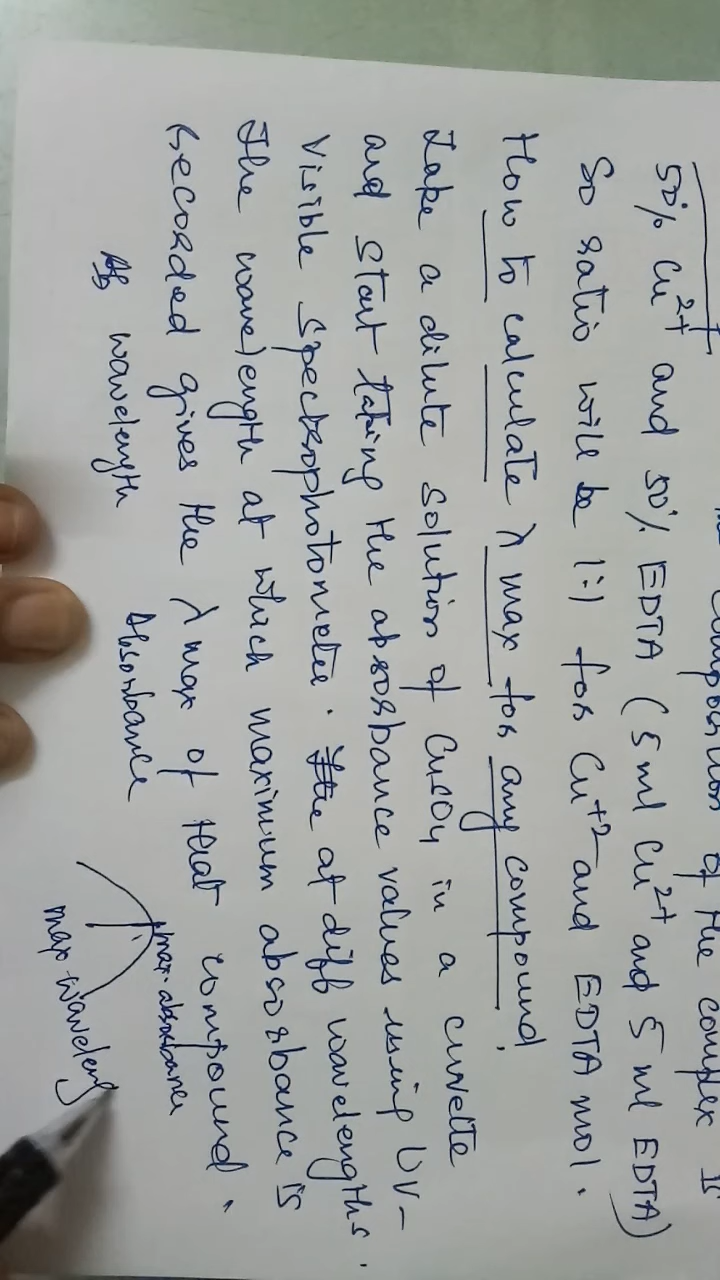 Composition of the complex is
50% Cu²⁺ and 50% EDTA (5 ml Cu²⁺ and 5 ml EDTA)
So ratio will be 1:1 for Cu⁺² and EDTA mol.
How to calculate λ max for any compound!
Take a dilute solution of CuSO4 in a cuvette
and start taking the absorbance values using UV-
Visible Spectrophotometer. The at diff wavelengths.
The wavelength at which maximum absorbance is
recorded gives the λ max of that compound.
wavelength Absorbance
max. absorbance
max waveleng